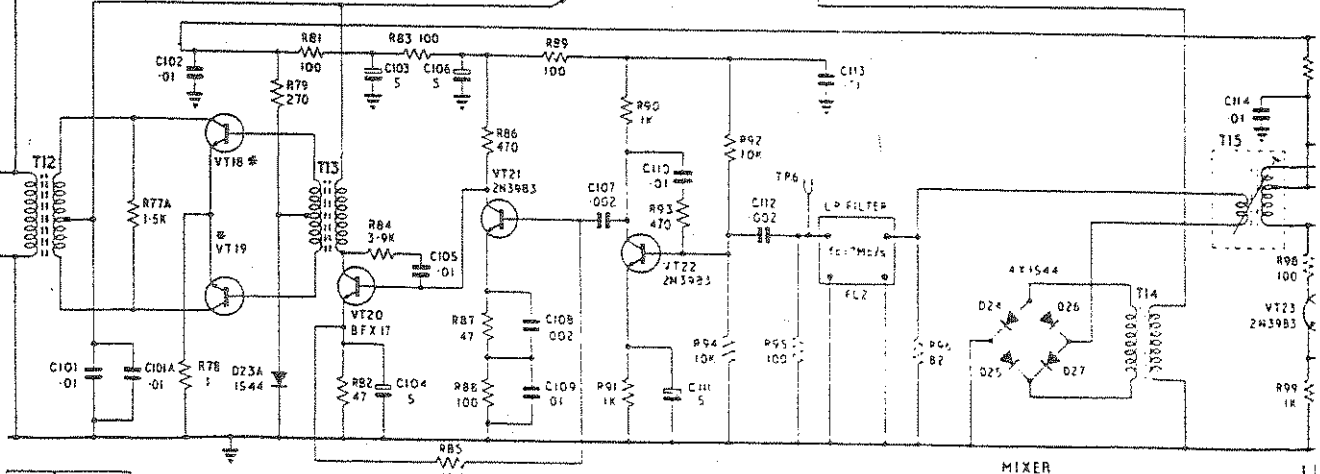 R81
100
R83 100
R89
100
C102
·01
R79
270
C103
5
C106
5
C113
R90
1K
C114
·01
T15
T12
VT18 *
T13
R77A
1·5K
* VT19
R86
470
VT21
2N3983
R84
3·9K
C105
·01
C107
·002
C110
·01
R93
470
R92
10K
TP6
C112
·002
LP FILTER
FL2
VT22
2N3983
VT20
BFX17
R87
47
C108
002
4X1S44
D24
D26
D25
D27
T14
R98
100
VT23
2N3983
C101
·01
C101A
·01
R78
D23A
1S44
R82
47
C104
5
R88
100
C109
01
R91
1K
C111
5
R94
10K
R95
100
R96
82
R99
1K
R85
MIXER